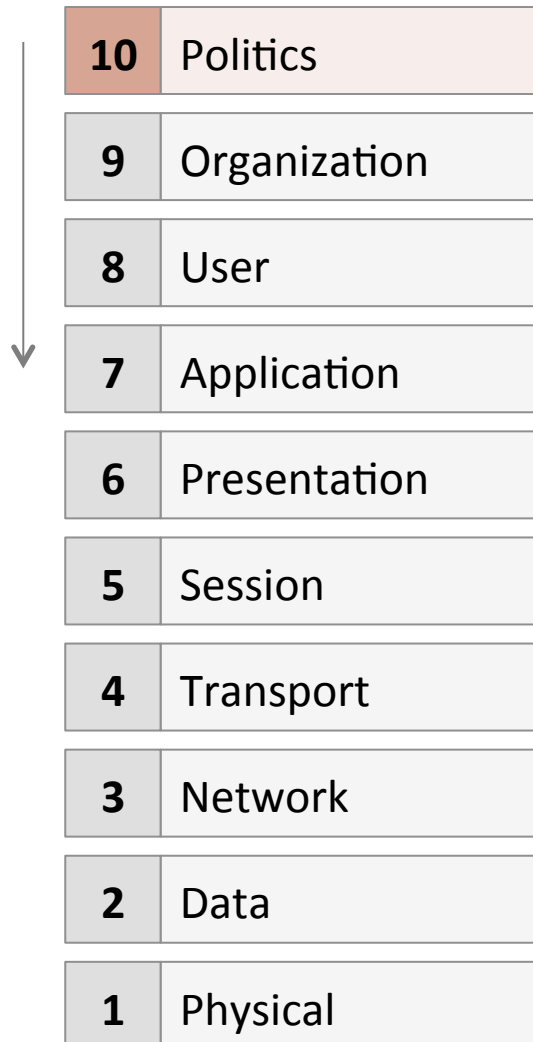 10 Politics
9 Organization
8 User
7 Application
6 Presentation
5 Session
4 Transport
3 Network
2 Data
1 Physical